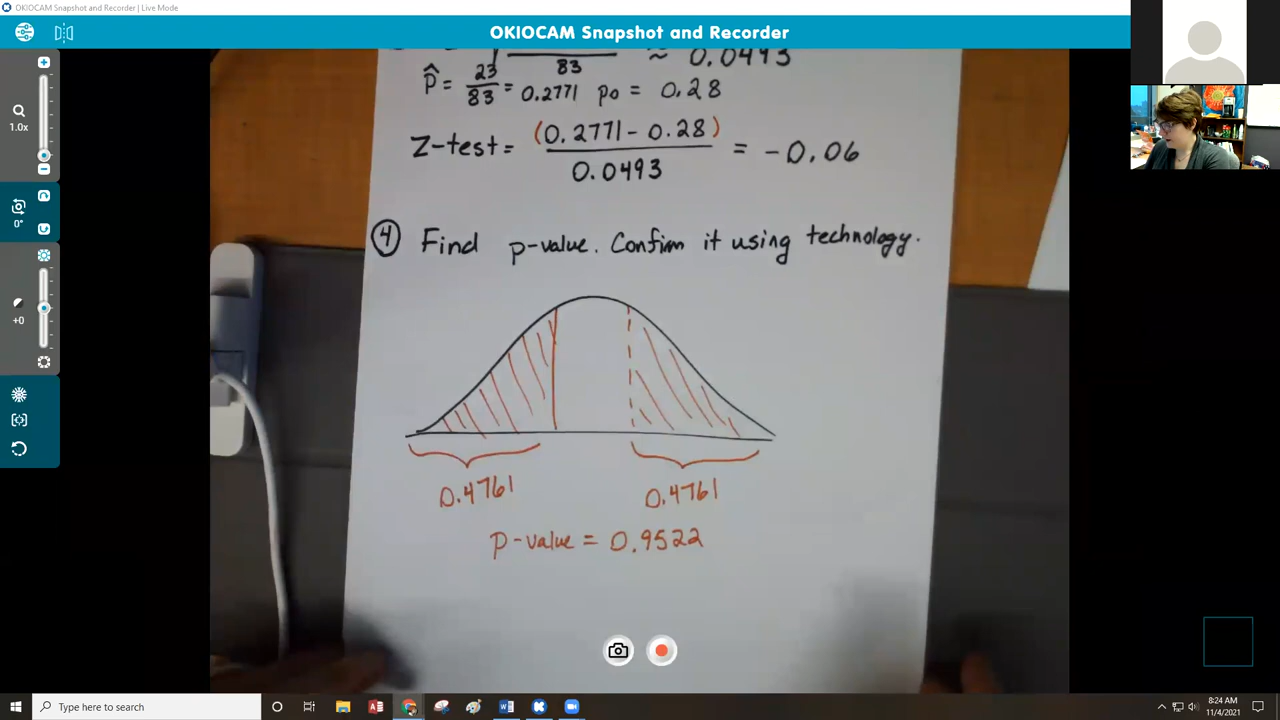 OKIOCAM Snapshot and Recorder | Live Mode
OKIOCAM Snapshot and Recorder
1.0x
0°
+0
83 ≈ 0.0493
p̂ = 23/83 = 0.2771 po = 0.28
Z-test = (0.2771 - 0.28) / 0.0493 = -0.06
④ Find p-value. Confirm it using technology.
0.4761 0.4761
p-value = 0.9522
Type here to search
8:24 AM
11/4/2021